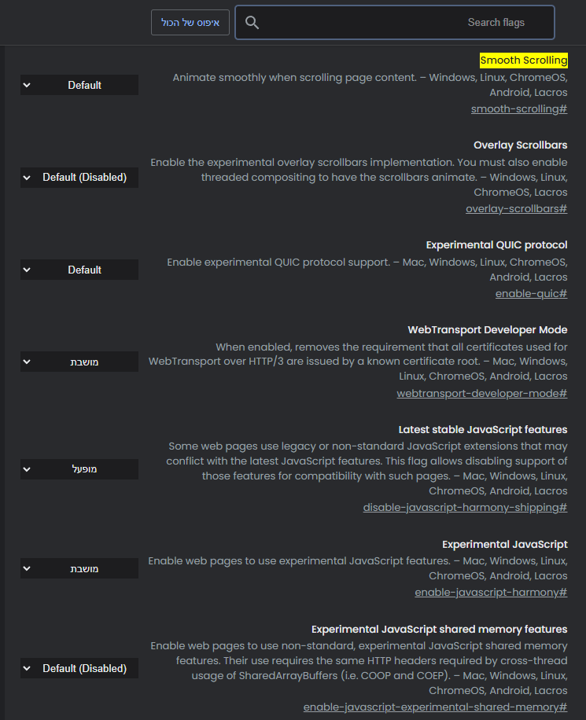 איפוס של הכול
Search flags
Smooth Scrolling
Animate smoothly when scrolling page content. – Windows, Linux, ChromeOS,
Android, Lacros
smooth-scrolling#
Default
Overlay Scrollbars
Enable the experimental overlay scrollbars implementation. You must also enable
threaded compositing to have the scrollbars animate. – Windows, Linux,
ChromeOS, Lacros
overlay-scrollbars#
Default (Disabled)
Experimental QUIC protocol
Enable experimental QUIC protocol support. – Mac, Windows, Linux, ChromeOS,
Android, Lacros
enable-quic#
Default
WebTransport Developer Mode
When enabled, removes the requirement that all certificates used for
WebTransport over HTTP/3 are issued by a known certificate root. – Mac, Windows,
Linux, ChromeOS, Android, Lacros
webtransport-developer-mode#
מושבת
Latest stable JavaScript features
Some web pages use legacy or non-standard JavaScript extensions that may
conflict with the latest JavaScript features. This flag allows disabling support of
those features for compatibility with such pages. – Mac, Windows, Linux,
ChromeOS, Android, Lacros
disable-javascript-harmony-shipping#
מופעל
Experimental JavaScript
Enable web pages to use experimental JavaScript features. – Mac, Windows, Linux,
ChromeOS, Android, Lacros
enable-javascript-harmony#
מושבת
Experimental JavaScript shared memory features
Enable web pages to use non-standard, experimental JavaScript shared memory
features. Their use requires the same HTTP headers required by cross-thread
usage of SharedArrayBuffers (i.e. COOP and COEP). – Mac, Windows, Linux,
ChromeOS, Android, Lacros
enable-javascript-experimental-shared-memory#
Default (Disabled)